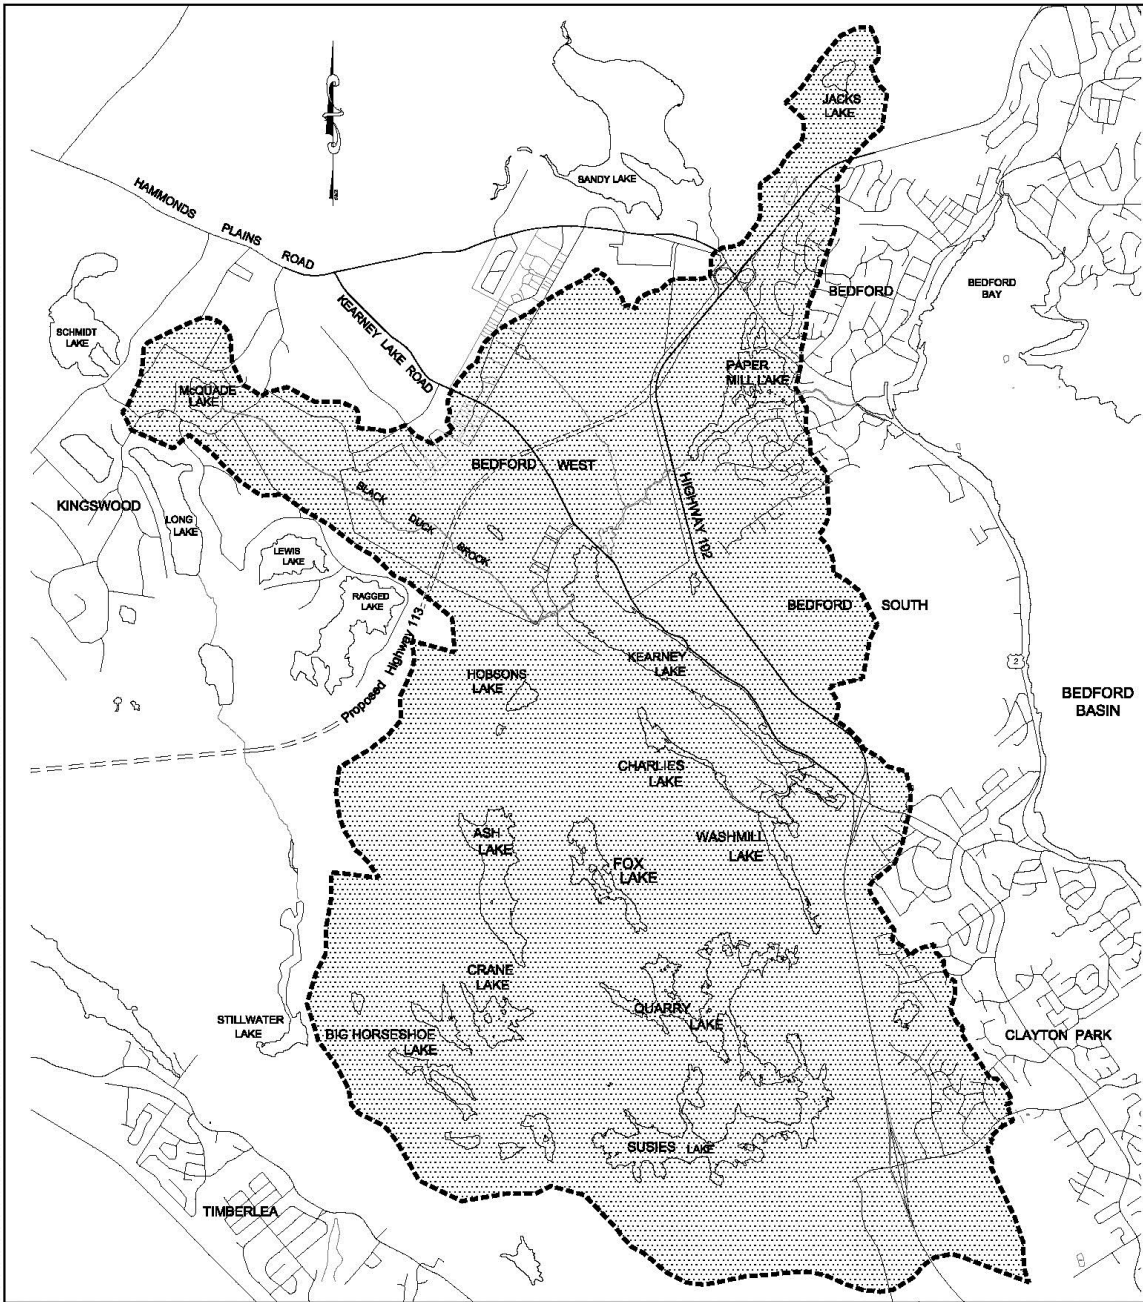 JACKS
LAKE
SANDY LAKE
HAMMONDS
PLAINS
ROAD
KEARNEY LAKE ROAD
BEDFORD
BEDFORD
BAY
SCHMIDT
LAKE
PAPER
MILL LAKE
McQUADE
LAKE
BEDFORD WEST
HIGHWAY 102
BLACK
DUCK
BROOK
KINGSWOOD
LONG
LAKE
LEWIS
LAKE
RAGGED
LAKE
BEDFORD SOUTH
Proposed Highway 113
KEARNEY
LAKE
2
HOBSONS
LAKE
BEDFORD
BASIN
CHARLIES
LAKE
ASH
LAKE
WASHMILL
LAKE
FOX
LAKE
CRANE
LAKE
QUARRY
LAKE
STILLWATER
LAKE
BIG HORSESHOE
LAKE
CLAYTON PARK
SUSIES LAKE
TIMBERLEA